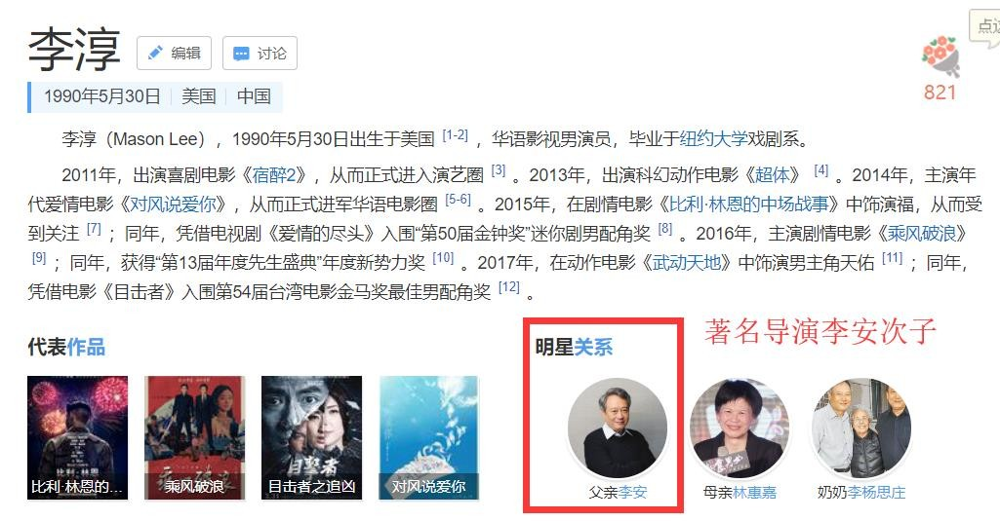 李淳
编辑
讨论
点这
821
1990年5月30日 美国 中国
李淳（Mason Lee），1990年5月30日出生于美国 [1-2] ，华语影视男演员，毕业于纽约大学戏剧系。
2011年，出演喜剧电影《宿醉2》，从而正式进入演艺圈 [3] 。2013年，出演科幻动作电影《超体》 [4] 。2014年，主演年
代爱情电影《对风说爱你》，从而正式进军华语电影圈 [5-6] 。2015年，在剧情电影《比利·林恩的中场战事》中饰演福，从而受
到关注 [7] ；同年，凭借电视剧《爱情的尽头》入围“第50届金钟奖”迷你剧男配角奖 [8] 。2016年，主演剧情电影《乘风破浪》
[9] ；同年，获得“第13届年度先生盛典”年度新势力奖 [10] 。2017年，在动作电影《武动天地》中饰演男主角天佑 [11] ；同年，
凭借电影《目击者》入围第54届台湾电影金马奖最佳男配角奖 [12] 。
代表作品
明星关系
著名导演李安次子
目擊者
比利·林恩的...
乘风破浪
目击者之追凶
对风说爱你
父亲李安
母亲林惠嘉
奶奶李杨思庄